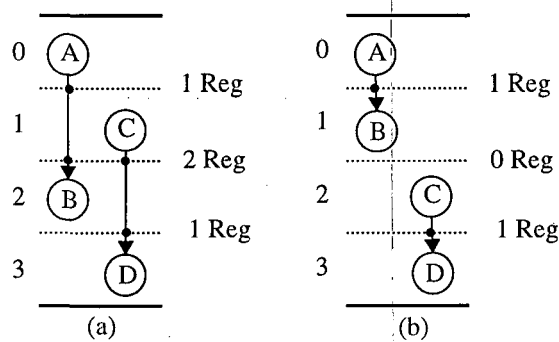 0 A 0 A
1 Reg 1 Reg
1 C 1 B
2 Reg 0 Reg
2 B 2 C
1 Reg 1 Reg
3 D 3 D
(a) (b)